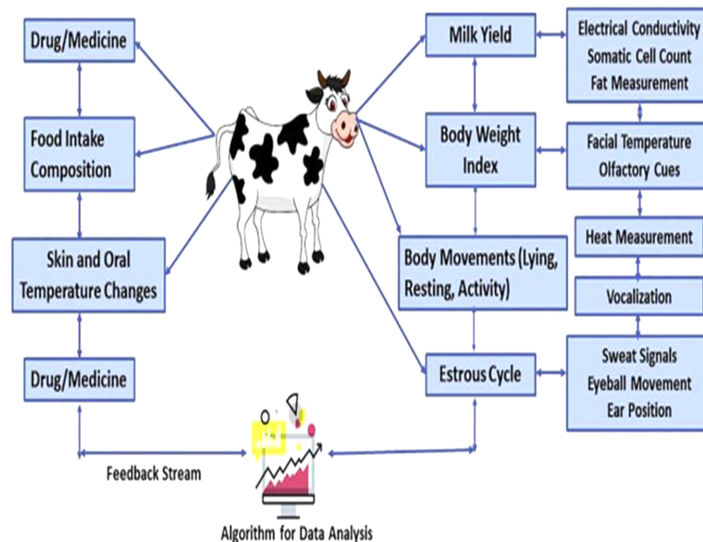 Drug/Medicine
Food Intake
Composition
Skin and Oral
Temperature Changes
Drug/Medicine
Milk Yield
Body Weight
Index
Body Movements (Lying,
Resting, Activity)
Estrous Cycle
Electrical Conductivity
Somatic Cell Count
Fat Measurement
Facial Temperature
Olfactory Cues
Heat Measurement
Vocalization
Sweat Signals
Eyeball Movement
Ear Position
Feedback Stream
Algorithm for Data Analysis